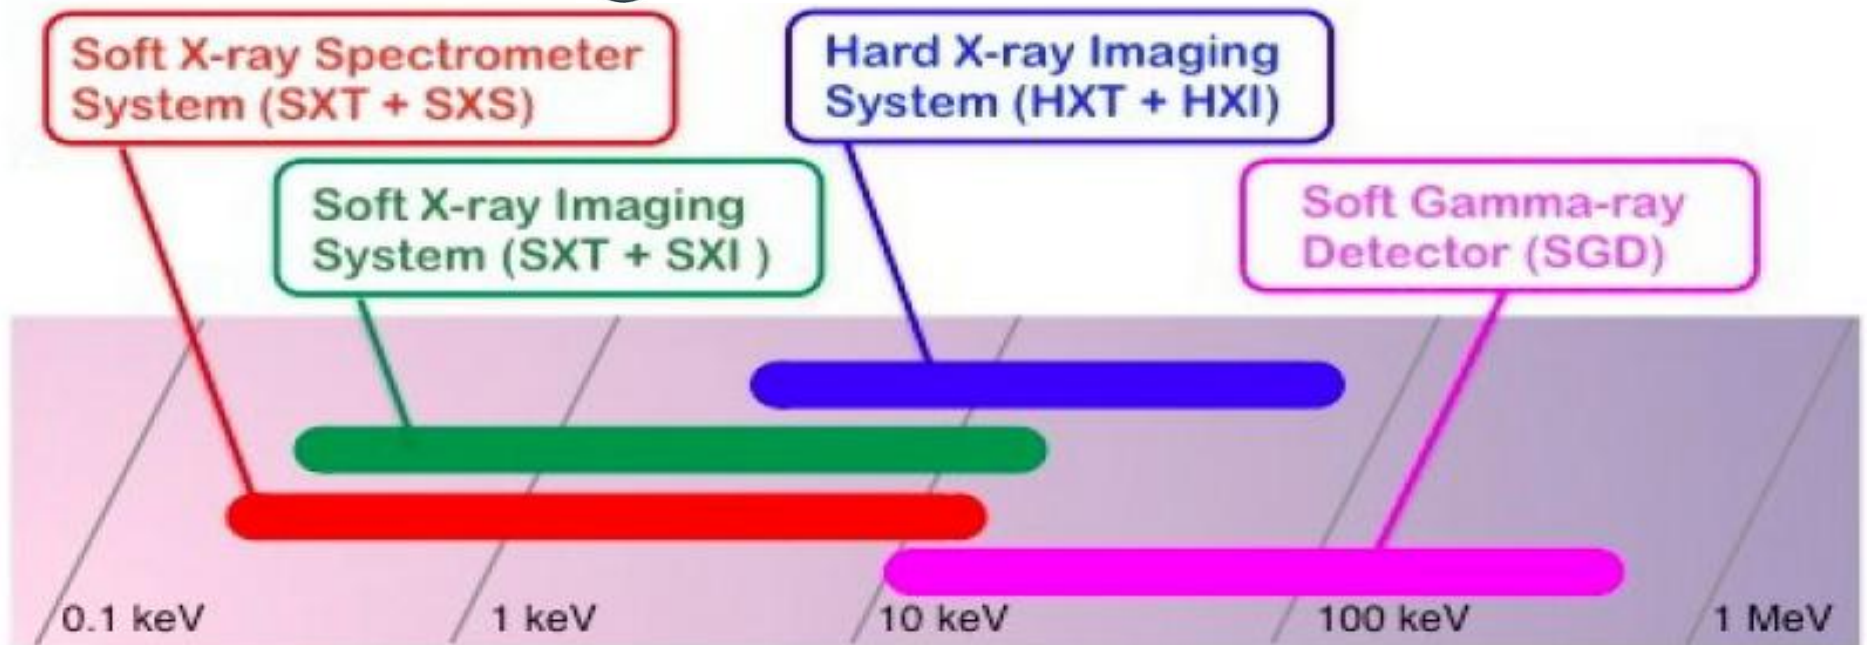 Soft X-ray Spectrometer
System (SXT + SXS)
Hard X-ray Imaging
System (HXT + HXI)
Soft X-ray Imaging
System (SXT + SXI )
Soft Gamma-ray
Detector (SGD)
0.1 keV
1 keV
10 keV
100 keV
1 MeV